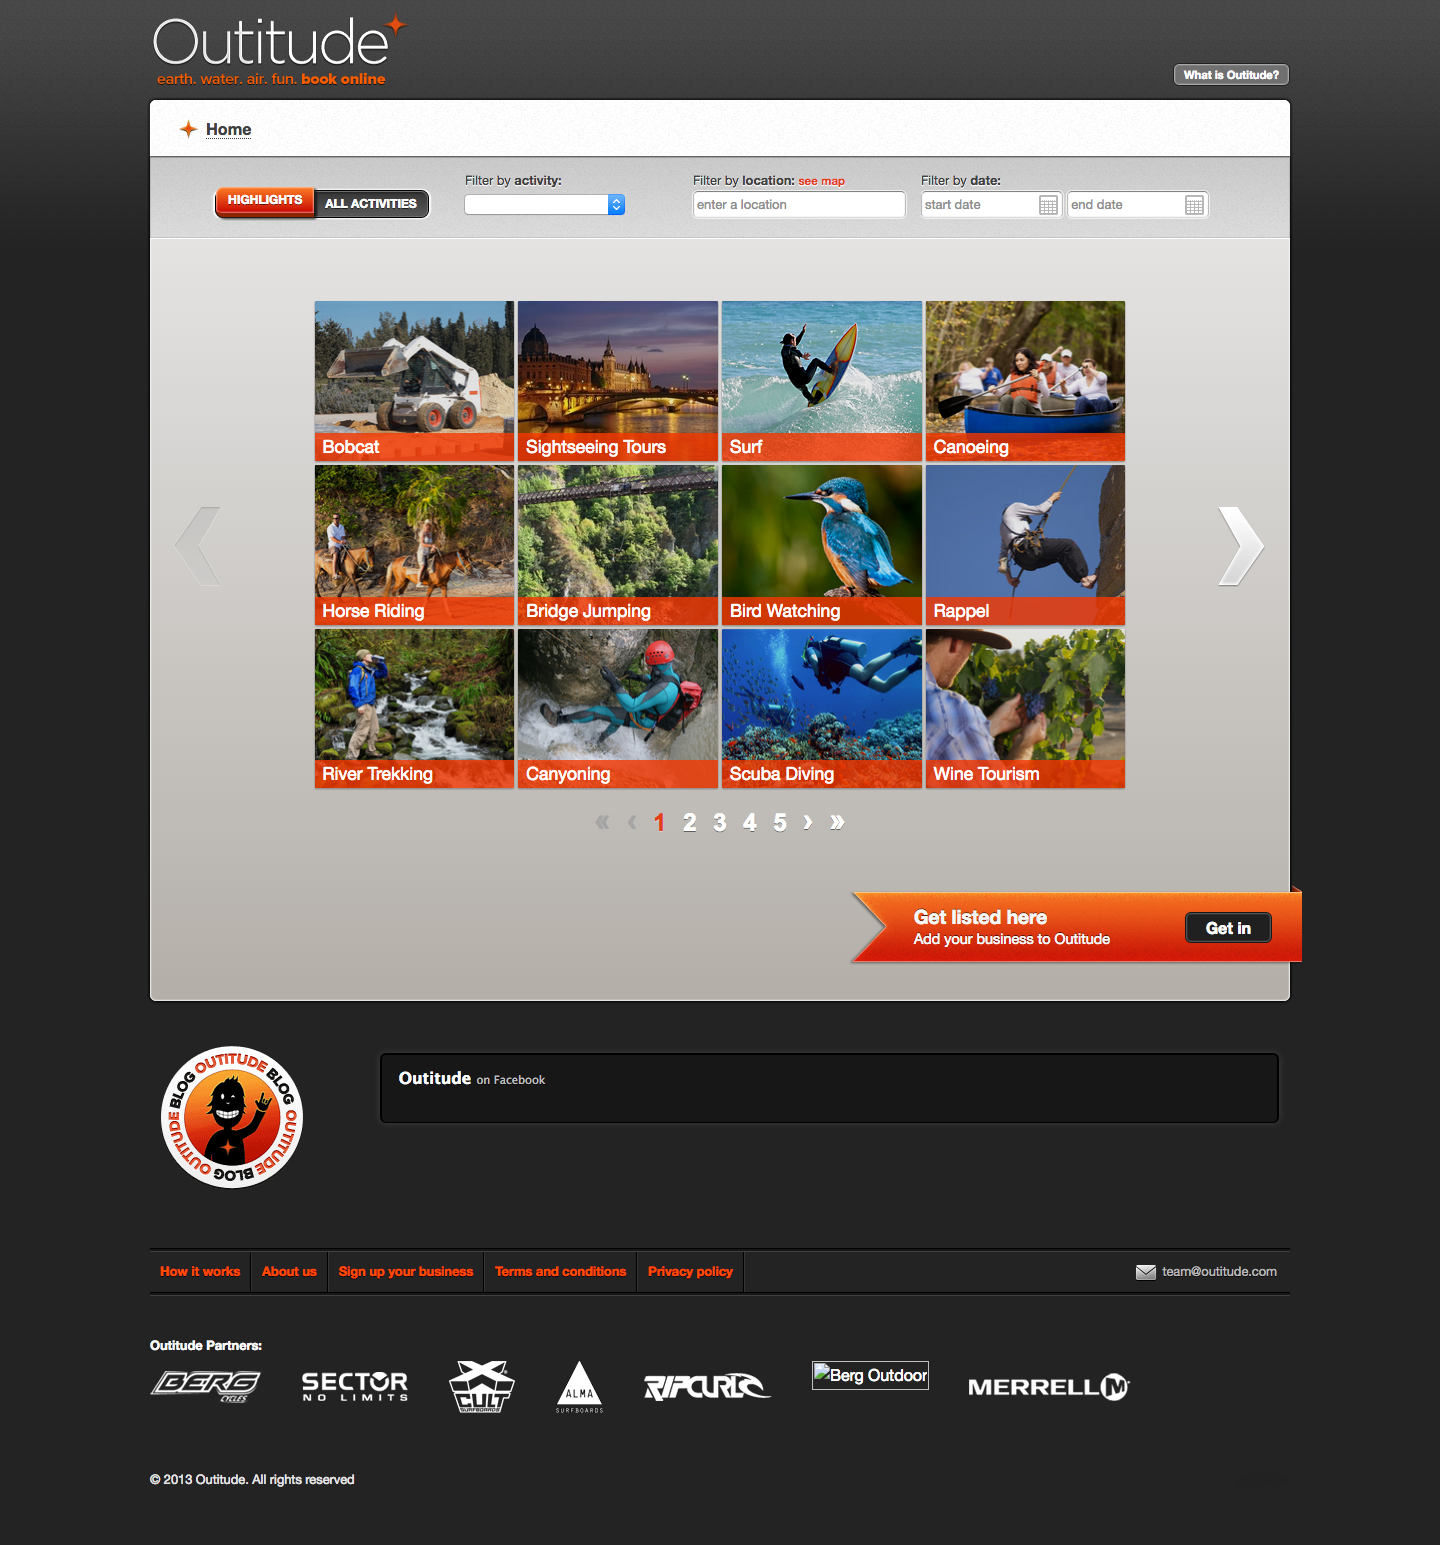 Outitude
earth. water. air. fun. book online
What is Outitude?
Home
HIGHLIGHTS
ALL ACTIVITIES
Filter by activity:
Filter by location: see map
enter a location
Filter by date:
start date
end date
Bobcat
Sightseeing Tours
Surf
Canoeing
Horse Riding
Bridge Jumping
Bird Watching
Rappel
River Trekking
Canyoning
Scuba Diving
Wine Tourism
« ‹ 1 2 3 4 5 › »
Get listed here
Add your business to Outitude
Get in
OUTITUDE BLOG OUTITUDE BLOG OUTITUDE BLOG
Outitude on Facebook
How it works
About us
Sign up your business
Terms and conditions
Privacy policy
team@outitude.com
Outitude Partners:
BERG
CYCLES
SECTOR
NO LIMITS
CULT
SURFBOARDS
ALMA
SURFBOARDS
RIPCURL
Berg Outdoor
MERRELL M
© 2013 Outitude. All rights reserved